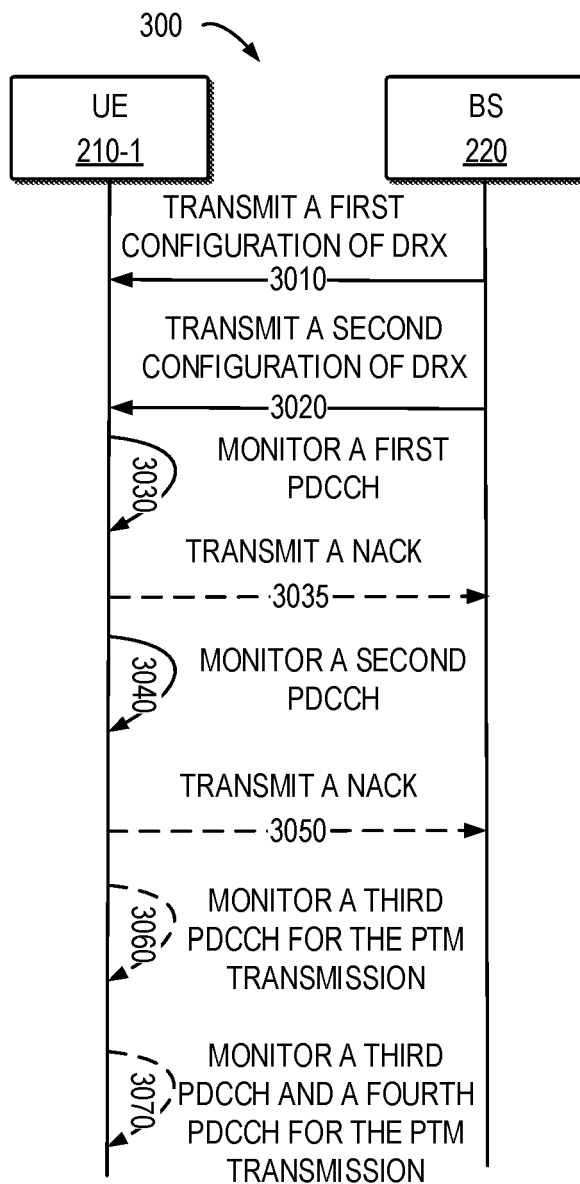 300
UE
210-1
BS
220
TRANSMIT A FIRST
CONFIGURATION OF DRX
3010
TRANSMIT A SECOND
CONFIGURATION OF DRX
3020
MONITOR A FIRST
PDCCH
3030
TRANSMIT A NACK
3035
MONITOR A SECOND
PDCCH
3040
TRANSMIT A NACK
3050
MONITOR A THIRD
PDCCH FOR THE PTM
TRANSMISSION
3060
MONITOR A THIRD
PDCCH AND A FOURTH
PDCCH FOR THE PTM
TRANSMISSION
3070